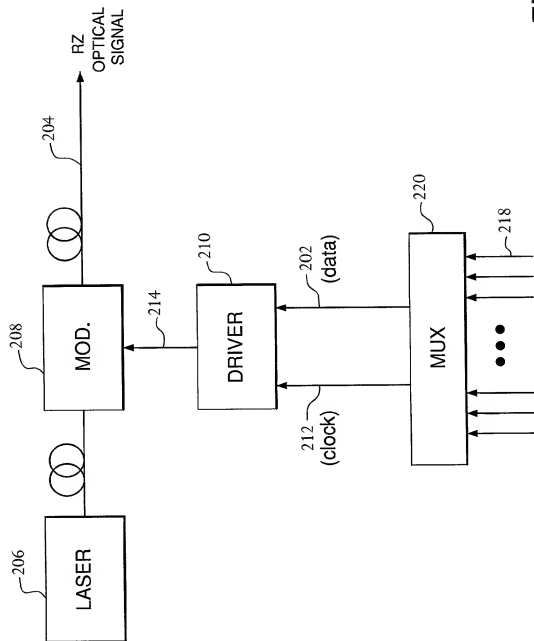 RZ
OPTICAL
SIGNAL
204
208
MOD.
206
LASER
214
210
DRIVER
202
(data)
212
(clock)
220
MUX
218